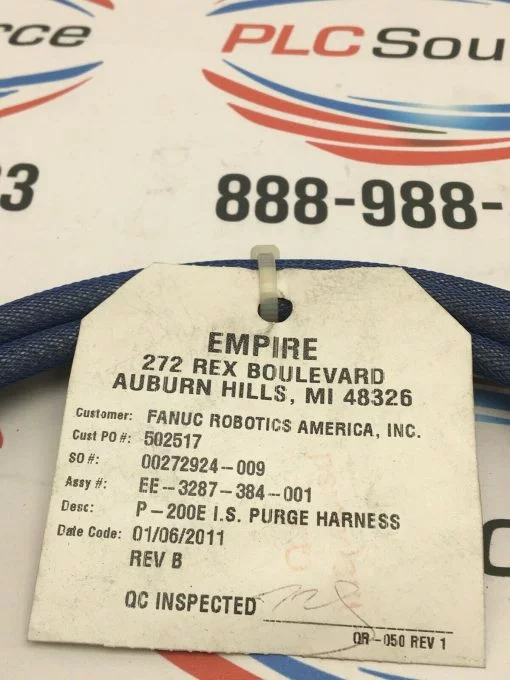 rce
PLC Sou
33
888-988-
EMPIRE
272 REX BOULEVARD
AUBURN HILLS, MI 48326
Customer: FANUC ROBOTICS AMERICA, INC.
Cust PO #: 502517
SO #: 00272924-009
Assy #: EE-3287-384-001
Desc: P-200E I.S. PURGE HARNESS
Date Code: 01/06/2011
REV B
QC INSPECTED
QR-050 REV 1